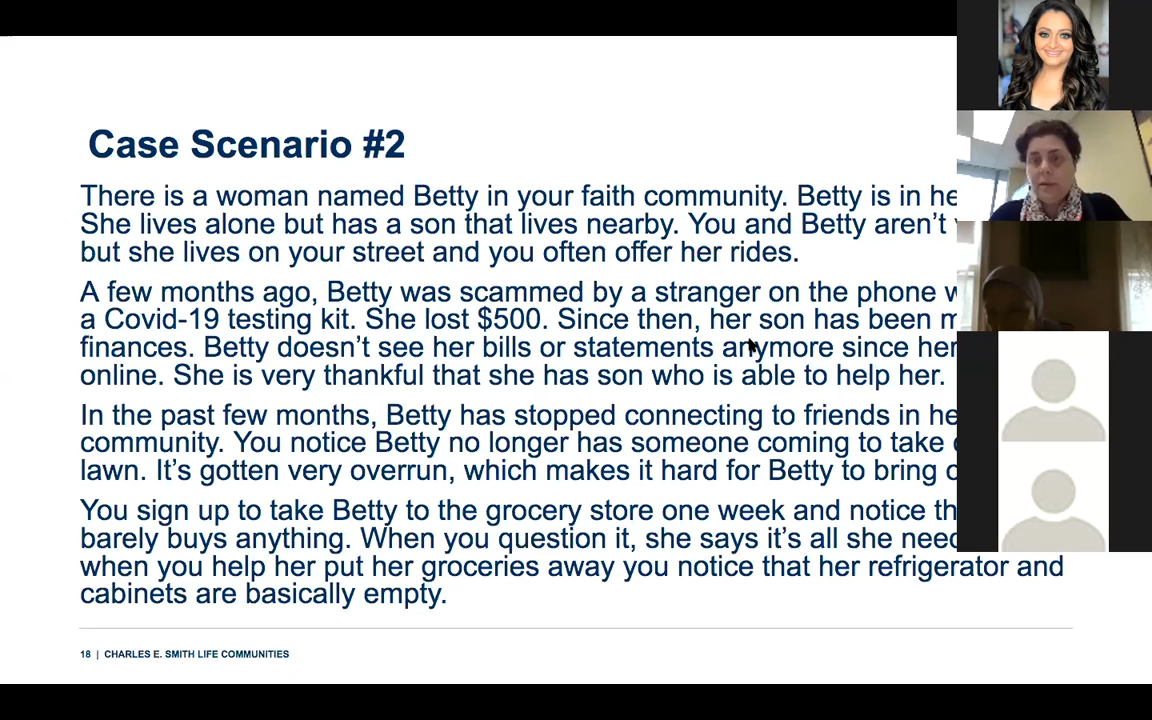 Case Scenario #2
There is a woman named Betty in your faith community. Betty is in
She lives alone but has a son that lives nearby. You and Betty aren’t
but she lives on your street and you often offer her rides.
A few months ago, Betty was scammed by a stranger on the phone
a Covid-19 testing kit. She lost $500. Since then, her son has been
finances. Betty doesn’t see her bills or statements anymore since her
online. She is very thankful that she has son who is able to help her.
In the past few months, Betty has stopped connecting to friends in
community. You notice Betty no longer has someone coming to take
lawn. It’s gotten very overrun, which makes it hard for Betty to bring
You sign up to take Betty to the grocery store one week and notice
barely buys anything. When you question it, she says it’s all she
when you help her put her groceries away you notice that her refrigerator and
cabinets are basically empty.
18 | CHARLES E. SMITH LIFE COMMUNITIES